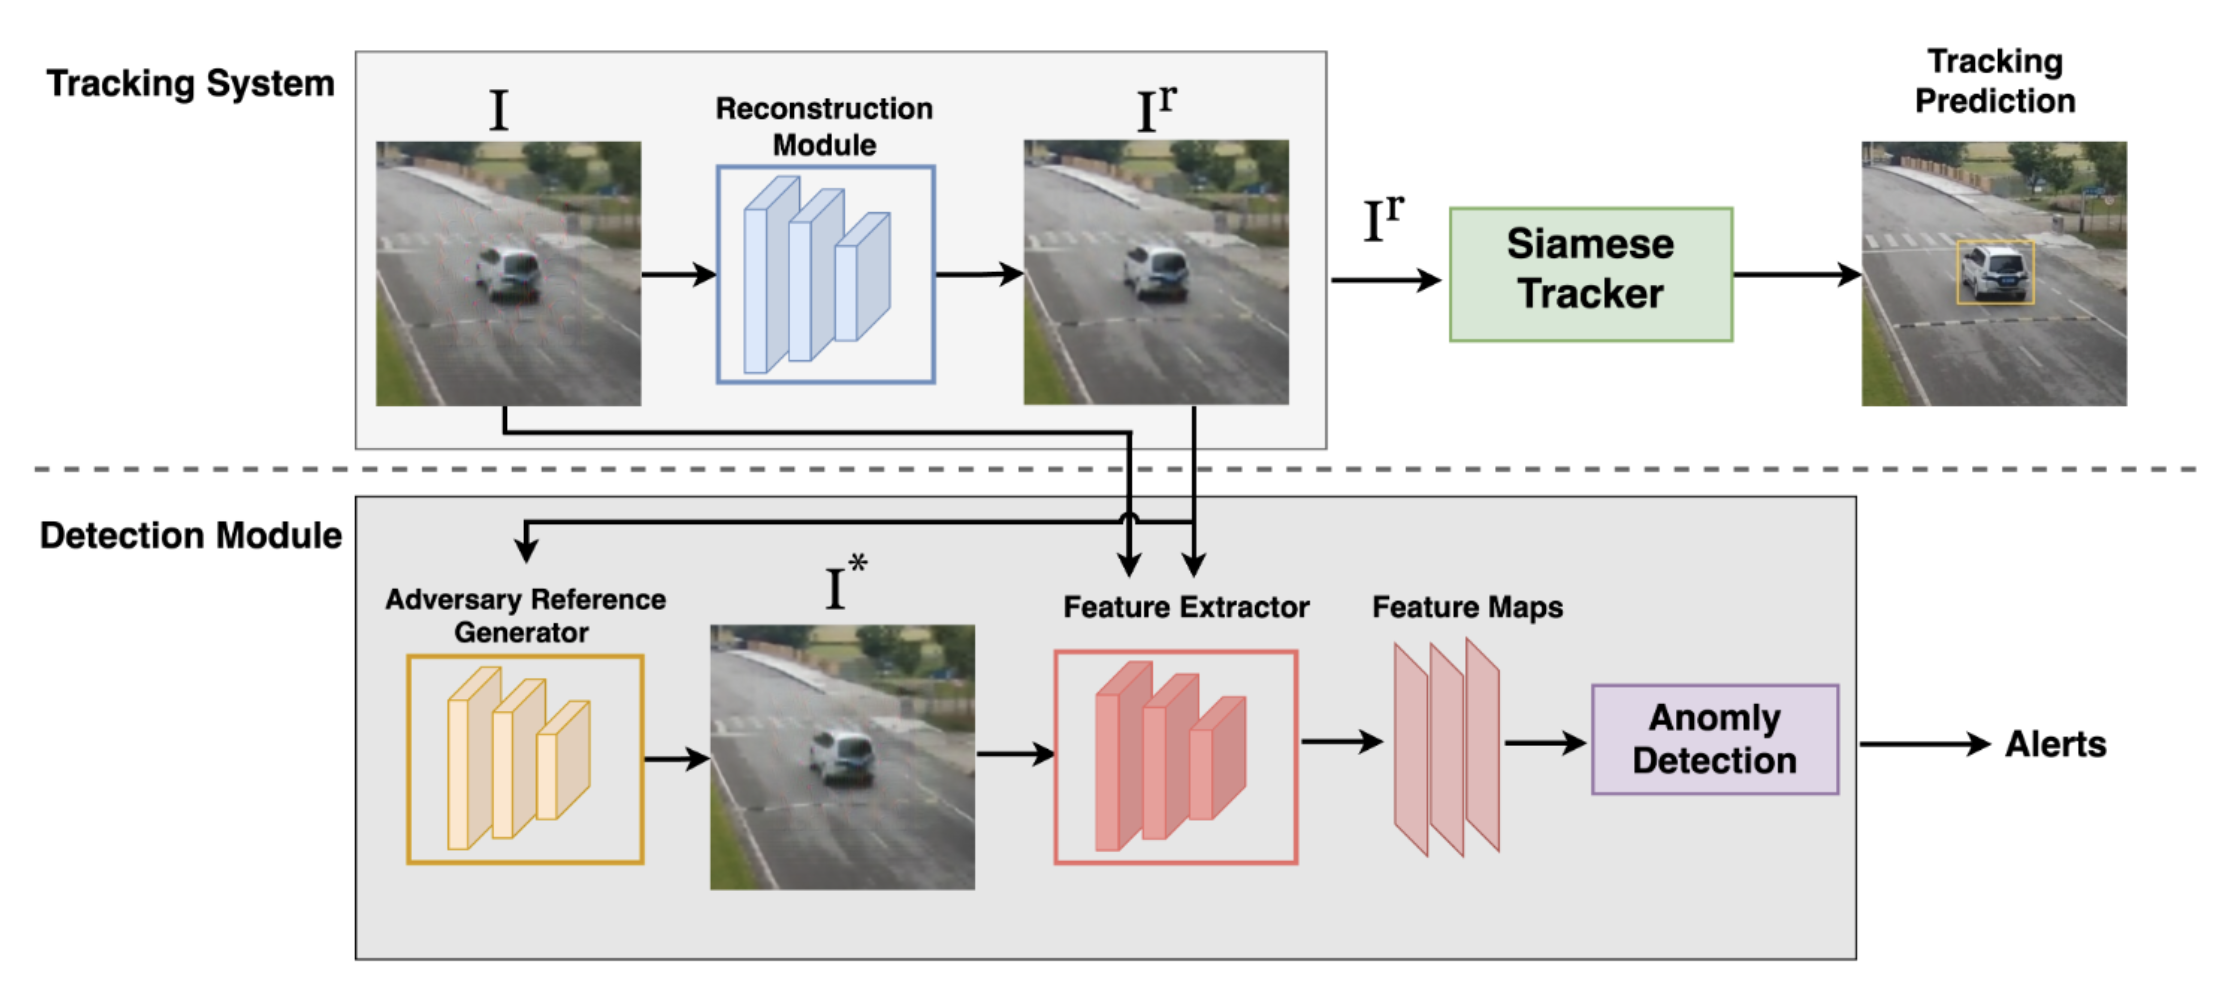 Tracking System
I
Reconstruction
Module
I^r
I^r
Siamese
Tracker
Tracking
Prediction
Detection Module
Adversary Reference
Generator
I^*
Feature Extractor
Feature Maps
Anomly
Detection
Alerts